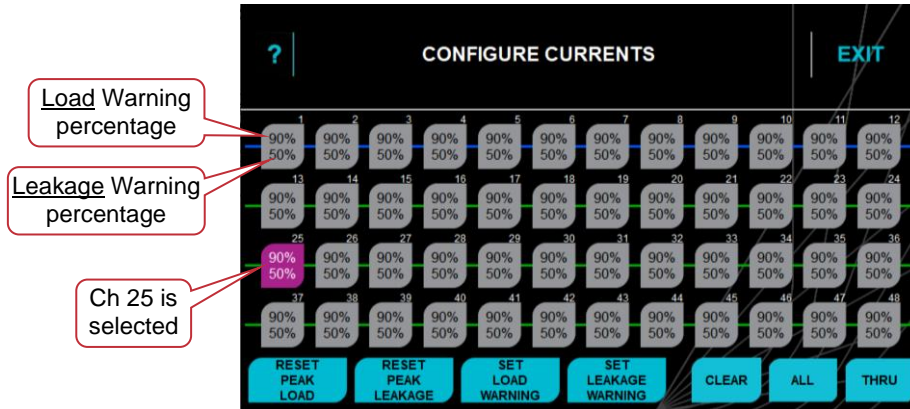 ? CONFIGURE CURRENTS EXIT
Load Warning
percentage
Leakage Warning
percentage
1 2 3 4 5 6 7 8 9 10 11 12
90% 90% 90% 90% 90% 90% 90% 90% 90% 90% 90% 90%
50% 50% 50% 50% 50% 50% 50% 50% 50% 50% 50% 50%
13 14 15 16 17 18 19 20 21 22 23 24
90% 90% 90% 90% 90% 90% 90% 90% 90% 90% 90% 90%
50% 50% 50% 50% 50% 50% 50% 50% 50% 50% 50% 50%
25 26 27 28 29 30 31 32 33 34 35 36
90% 90% 90% 90% 90% 90% 90% 90% 90% 90% 90% 90%
50% 50% 50% 50% 50% 50% 50% 50% 50% 50% 50% 50%
Ch 25 is
selected
37 38 39 40 41 42 43 44 45 46 47 48
90% 90% 90% 90% 90% 90% 90% 90% 90% 90% 90% 90%
50% 50% 50% 50% 50% 50% 50% 50% 50% 50% 50% 50%
RESET
PEAK
LOAD
RESET
PEAK
LEAKAGE
SET
LOAD
WARNING
SET
LEAKAGE
WARNING
CLEAR
ALL
THRU